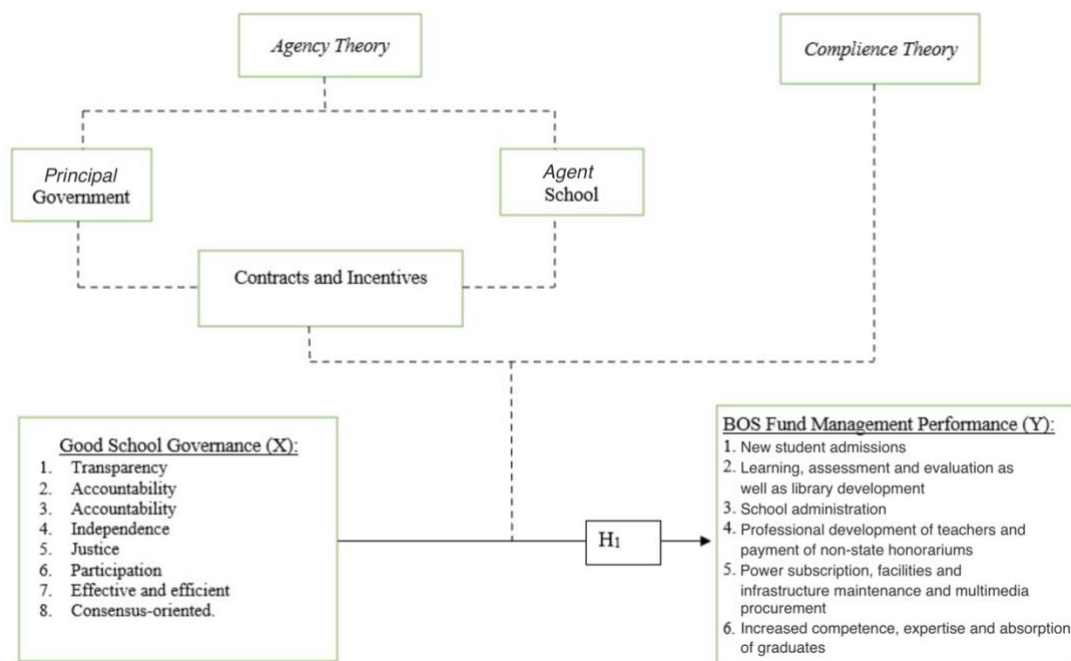 Agency Theory
Complience Theory
Principal
Government
Agent
School
Contracts and Incentives
Good School Governance (X):
1. Transparency
2. Accountability
3. Accountability
4. Independence
5. Justice
6. Participation
7. Effective and efficient
8. Consensus-oriented.
H1
BOS Fund Management Performance (Y):
1. New student admissions
2. Learning, assessment and evaluation as
well as library development
3. School administration
4. Professional development of teachers and
payment of non-state honorariums
5. Power subscription, facilities and
infrastructure maintenance and multimedia
procurement
6. Increased competence, expertise and absorption
of graduates